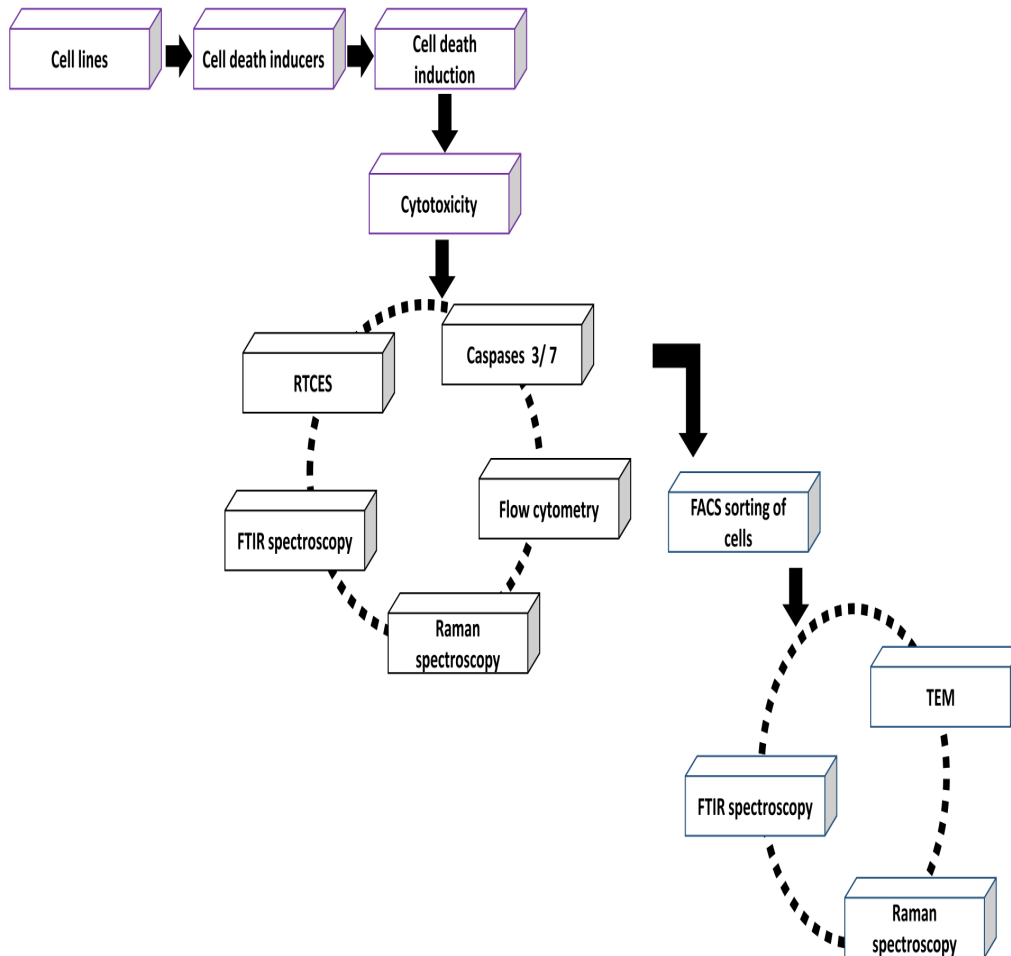 Cell lines
Cell death inducers
Cell death
induction
Cytotoxicity
Caspases 3/ 7
RTCES
Flow cytometry
FTIR spectroscopy
Raman
spectroscopy
FACS sorting of
cells
TEM
FTIR spectroscopy
Raman
spectroscopy